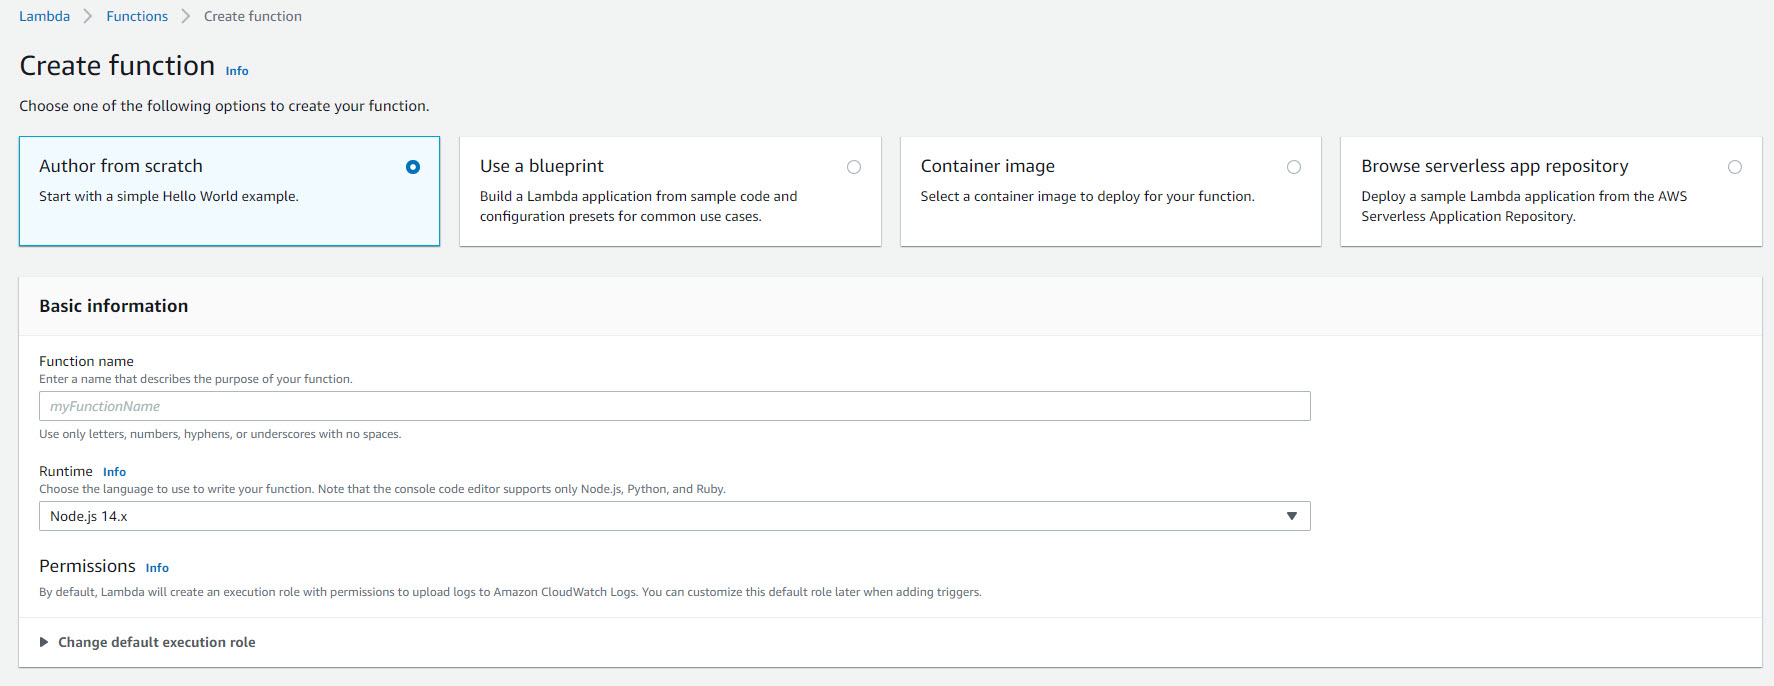 Lambda > Functions > Create function
Create function Info
Choose one of the following options to create your function.
Author from scratch
Start with a simple Hello World example.
Use a blueprint
Build a Lambda application from sample code and
configuration presets for common use cases.
Container image
Select a container image to deploy for your function.
Browse serverless app repository
Deploy a sample Lambda application from the AWS
Serverless Application Repository.
Basic information
Function name
Enter a name that describes the purpose of your function.
myFunctionName
Use only letters, numbers, hyphens, or underscores with no spaces.
Runtime Info
Choose the language to use to write your function. Note that the console code editor supports only Node.js, Python, and Ruby.
Node.js 14.x
Permissions Info
By default, Lambda will create an execution role with permissions to upload logs to Amazon CloudWatch Logs. You can customize this default role later when adding triggers.
Change default execution role